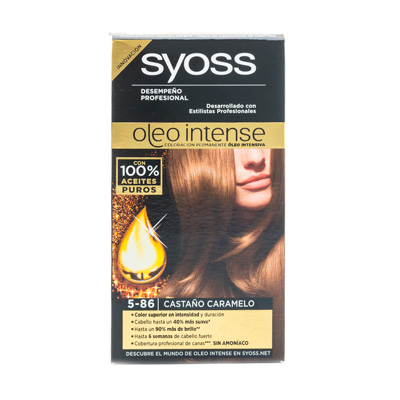 INNOVACIÓN
syoss
DESEMPEÑO
PROFESIONAL
Desarrollado con
Estilistas Profesionales
oleo intense
COLORACIÓN PERMANENTE ÓLEO INTENSIVA
CON
100%
ACEITES
PUROS
5-86 CASTAÑO CARAMELO
• Color superior en intensidad y duración
• Cabello hasta un 40% más suave*
• Hasta un 90% más de brillo**
• Hasta 6 semanas de cabello fuerte
• Cobertura profesional de canas*** . SIN AMONÍACO
DESCUBRE EL MUNDO DE OLEO INTENSE EN SYOSS.NET